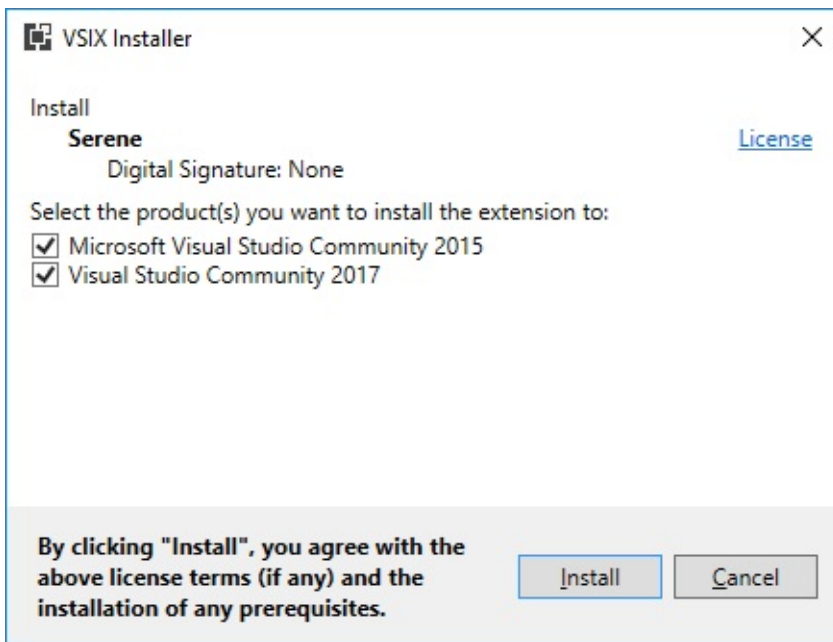 VSIX Installer
Install
Serene
License
Digital Signature: None
Select the product(s) you want to install the extension to:
Microsoft Visual Studio Community 2015
Visual Studio Community 2017
By clicking "Install", you agree with the
above license terms (if any) and the
installation of any prerequisites.
Install
Cancel